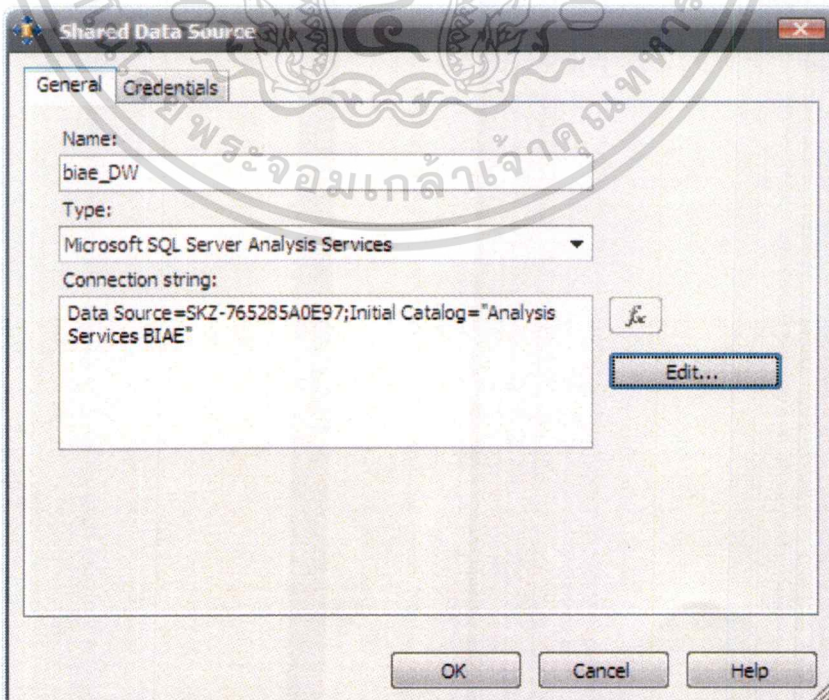 Shared Data Source
General
Credentials
Name:
biae_DW
Type:
Microsoft SQL Server Analysis Services
Connection string:
Data Source=SKZ-765285A0E97;Initial Catalog="Analysis
Services BIAE"
fx
Edit...
OK
Cancel
Help